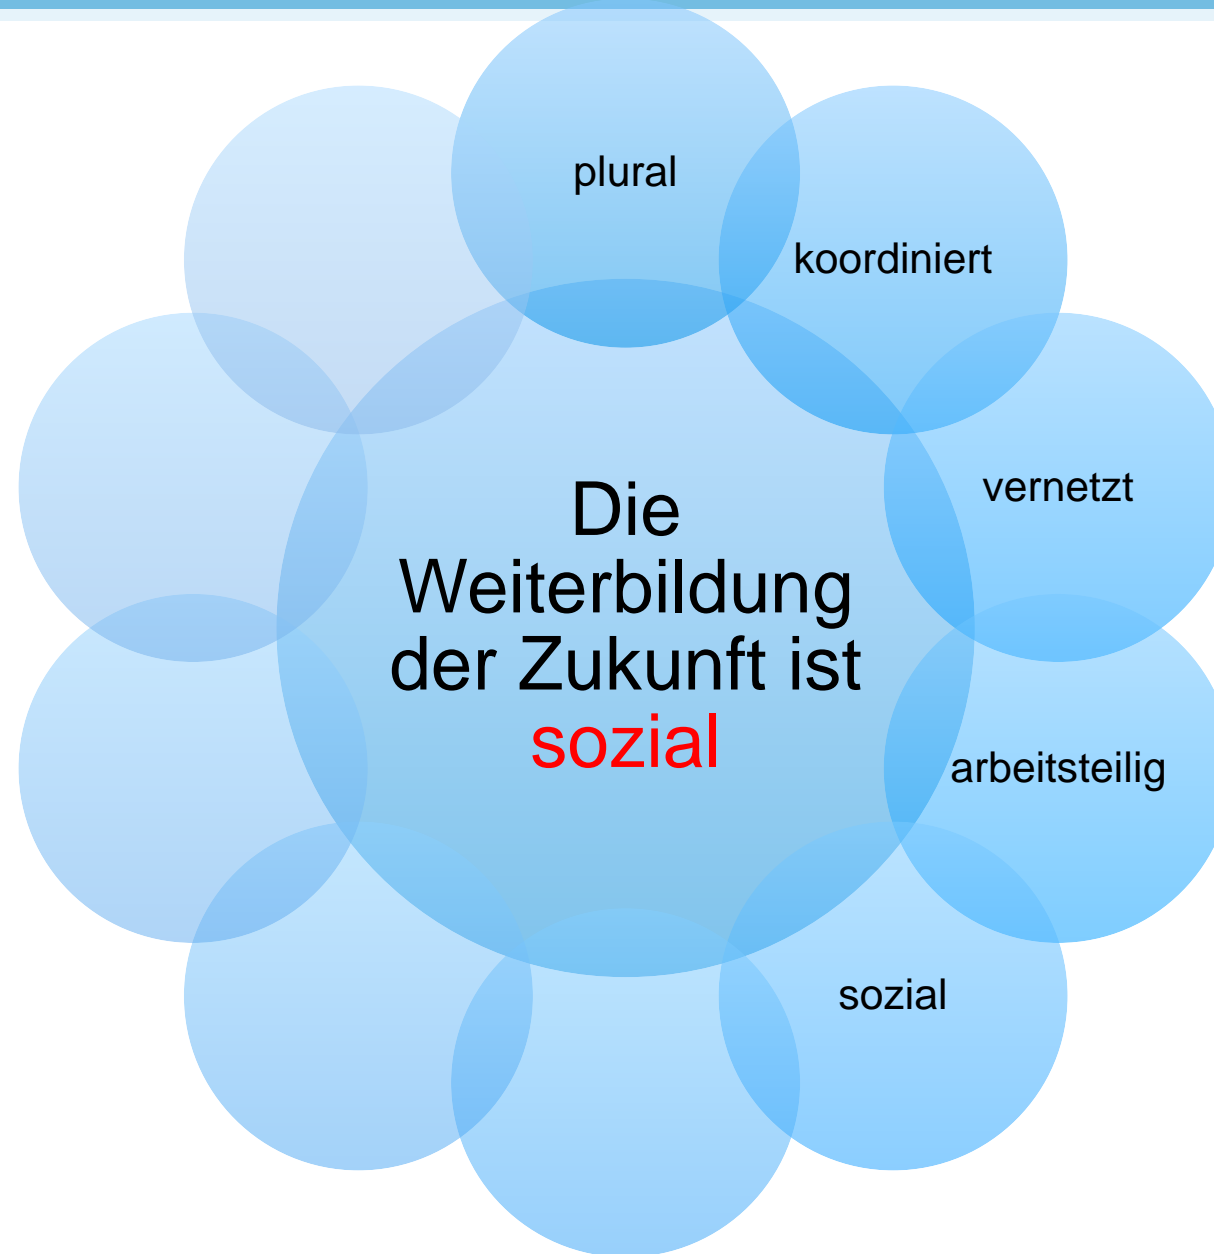 plural
koordiniert
vernetzt
Die
Weiterbildung
der Zukunft ist
sozial
arbeitsteilig
sozial